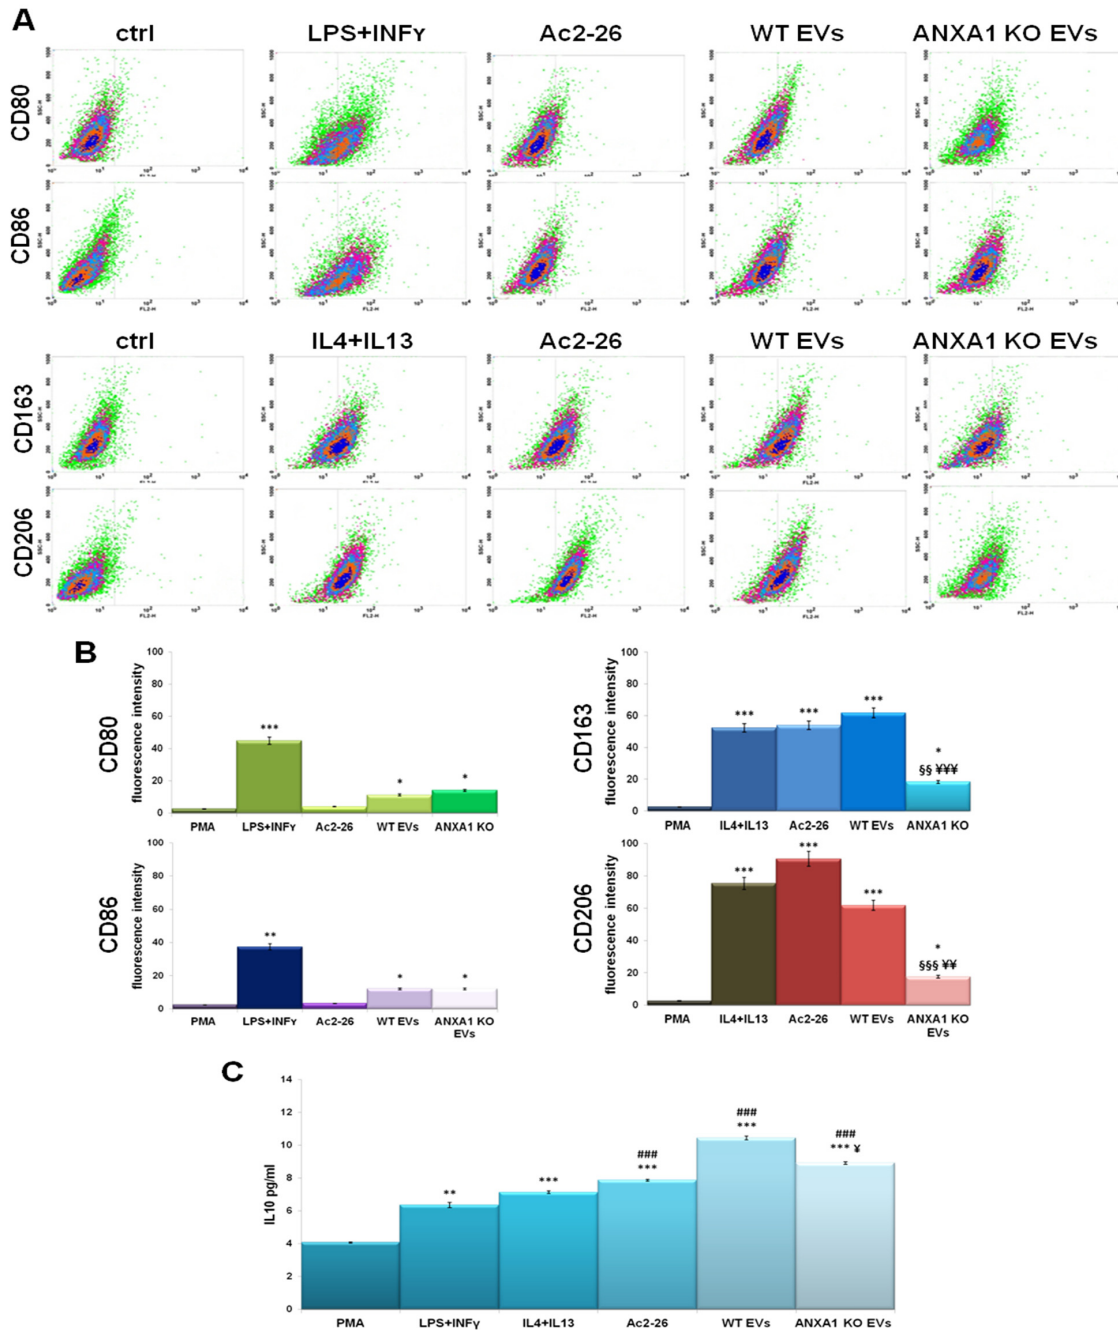 A
ctrl LPS+INFγ Ac2-26 WT EVs ANXA1 KO EVs
CD80
CD86
ctrl IL4+IL13 Ac2-26 WT EVs ANXA1 KO EVs
CD163
CD206
SSC-H
FL2-H
B
CD80
fluorescence intensity
100
80
60
40
20
0
***
*
*
PMA LPS+INFγ Ac2-26 WT EVs ANXA1 KO
CD163
fluorescence intensity
100
80
60
40
20
0
***
***
***
*
§§ ¥¥¥
PMA IL4+IL13 Ac2-26 WT EVs ANXA1 KO
CD86
fluorescence intensity
100
80
60
40
20
0
**
*
*
PMA LPS+INFγ Ac2-26 WT EVs ANXA1 KO
EVs
CD206
fluorescence intensity
100
80
60
40
20
0
***
***
***
*
§§§ ¥¥
PMA IL4+IL13 Ac2-26 WT EVs ANXA1 KO
EVs
C
IL10 pg/ml
14
12
10
8
6
4
2
0
**
***
###
***
###
***
###
*** ¥
PMA LPS+INFγ IL4+IL13 Ac2-26 WT EVs ANXA1 KO EVs